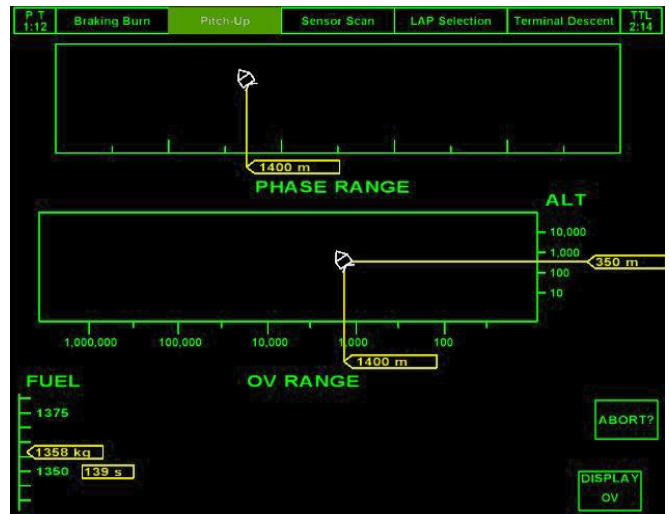 P T
1:12
Braking Burn
Pitch-Up
Sensor Scan
LAP Selection
Terminal Descent
TTL
2:14
1400 m
PHASE RANGE
ALT
10,000
1,000
350 m
100
10
1,000,000
100,000
10,000
1,000
100
1400 m
FUEL
OV RANGE
1375
ABORT?
1358 kg
1350
139 s
DISPLAY
OV